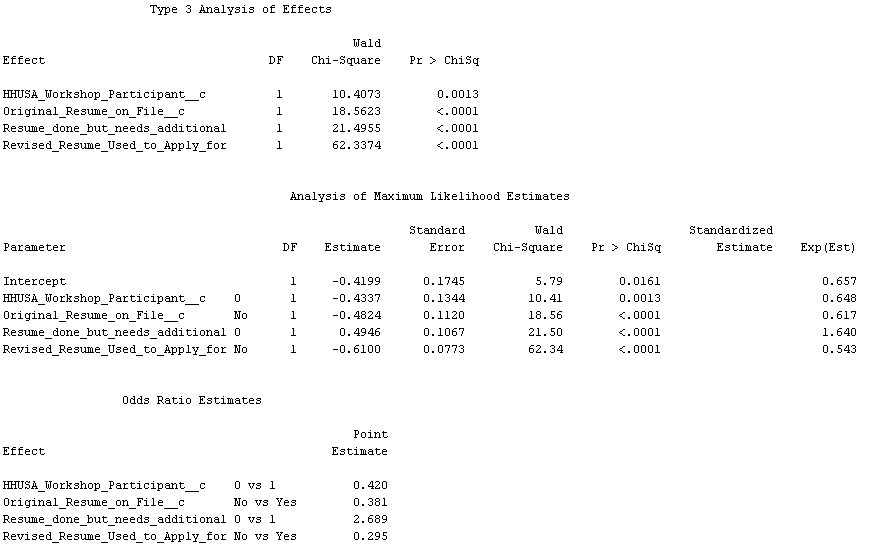 Type 3 Analysis of Effects
Wald
Effect DF Chi-Square Pr > ChiSq
HHUSA_Workshop_Participant__c 1 10.4073 0.0013
Original_Resume_on_File__c 1 18.5623 <.0001
Resume_done_but_needs_additional 1 21.4955 <.0001
Revised_Resume_Used_to_Apply_for 1 62.3374 <.0001
Analysis of Maximum Likelihood Estimates
Standard Wald Standardized
Parameter DF Estimate Error Chi-Square Pr > ChiSq Estimate Exp(Est)
Intercept 1 -0.4199 0.1745 5.79 0.0161 0.657
HHUSA_Workshop_Participant__c 0 1 -0.4337 0.1344 10.41 0.0013 0.648
Original_Resume_on_File__c No 1 -0.4824 0.1120 18.56 <.0001 0.617
Resume_done_but_needs_additional 0 1 0.4946 0.1067 21.50 <.0001 1.640
Revised_Resume_Used_to_Apply_for No 1 -0.6100 0.0773 62.34 <.0001 0.543
Odds Ratio Estimates
Point
Effect Estimate
HHUSA_Workshop_Participant__c 0 vs 1 0.420
Original_Resume_on_File__c No vs Yes 0.381
Resume_done_but_needs_additional 0 vs 1 2.689
Revised_Resume_Used_to_Apply_for No vs Yes 0.295